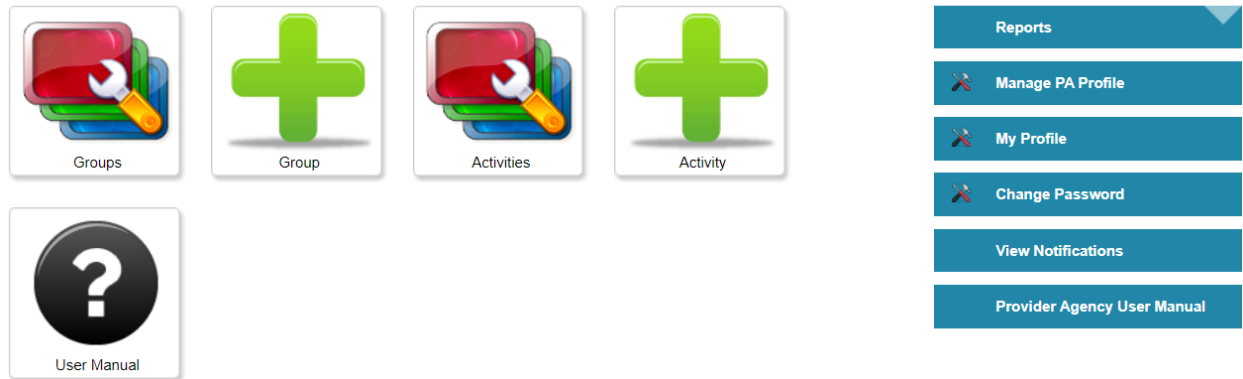 Groups
Group
Activities
Activity
?
User Manual
Reports
Manage PA Profile
My Profile
Change Password
View Notifications
Provider Agency User Manual